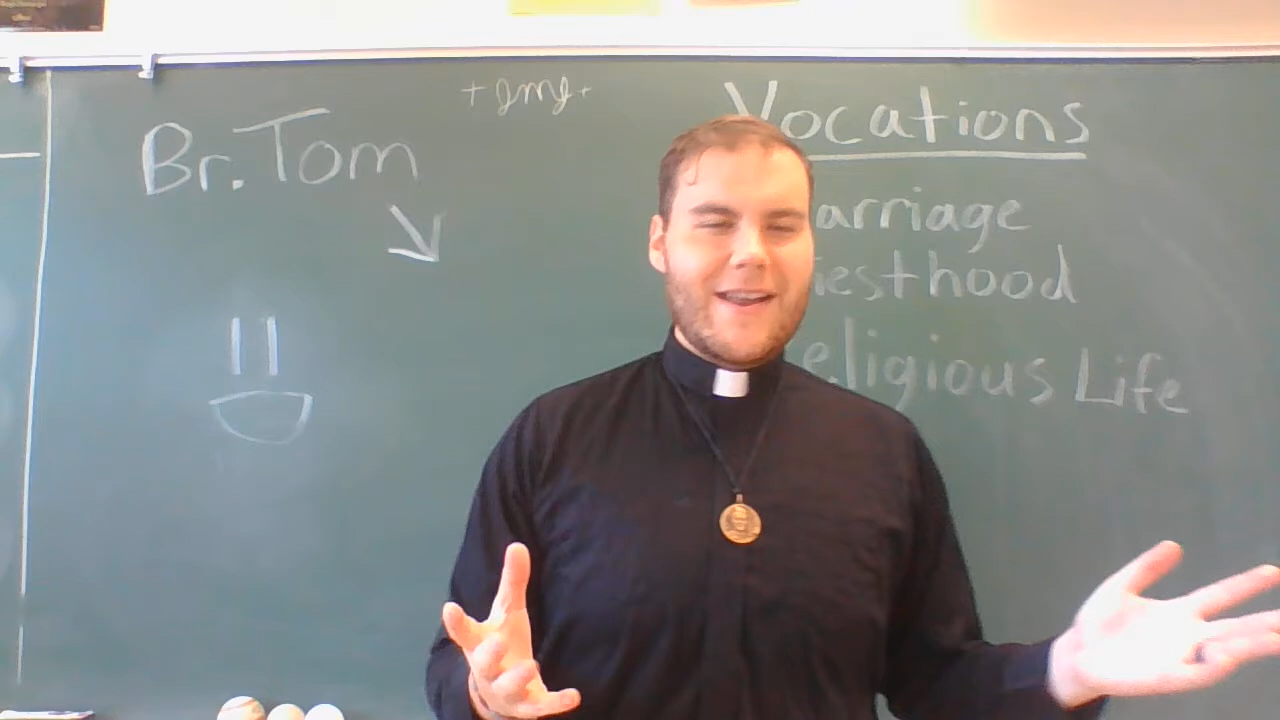 + JMJ +
Br. Tom
Vocations
arriage
iesthood
eligious Life